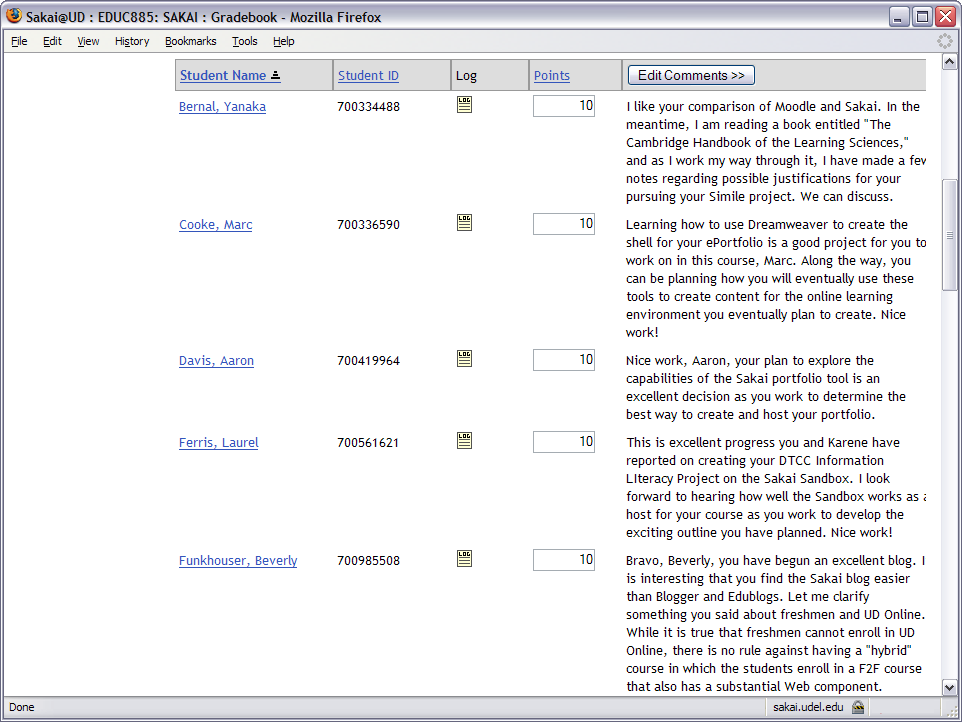 Sakai@UD : EDUC885: SAKAI : Gradebook - Mozilla Firefox
File Edit View History Bookmarks Tools Help
Student Name Student ID Log Points Edit Comments >>
Bernal, Yanaka 700334488 LOG 10 I like your comparison of Moodle and Sakai. In the
meantime, I am reading a book entitled "The
Cambridge Handbook of the Learning Sciences,"
and as I work my way through it, I have made a few
notes regarding possible justifications for your
pursuing your Simile project. We can discuss.
Cooke, Marc 700336590 LOG 10 Learning how to use Dreamweaver to create the
shell for your ePortfolio is a good project for you to
work on in this course, Marc. Along the way, you
can be planning how you will eventually use these
tools to create content for the online learning
environment you eventually plan to create. Nice
work!
Davis, Aaron 700419964 LOG 10 Nice work, Aaron, your plan to explore the
capabilities of the Sakai portfolio tool is an
excellent decision as you work to determine the
best way to create and host your portfolio.
Ferris, Laurel 700561621 LOG 10 This is excellent progress you and Karene have
reported on creating your DTCC Information
LIteracy Project on the Sakai Sandbox. I look
forward to hearing how well the Sandbox works as a
host for your course as you work to develop the
exciting outline you have planned. Nice work!
Funkhouser, Beverly 700985508 LOG 10 Bravo, Beverly, you have begun an excellent blog. I
is interesting that you find the Sakai blog easier
than Blogger and Edublogs. Let me clarify
something you said about freshmen and UD Online.
While it is true that freshmen cannot enroll in UD
Online, there is no rule against having a "hybrid"
course in which the students enroll in a F2F course
that also has a substantial Web component.
Done sakai.udel.edu